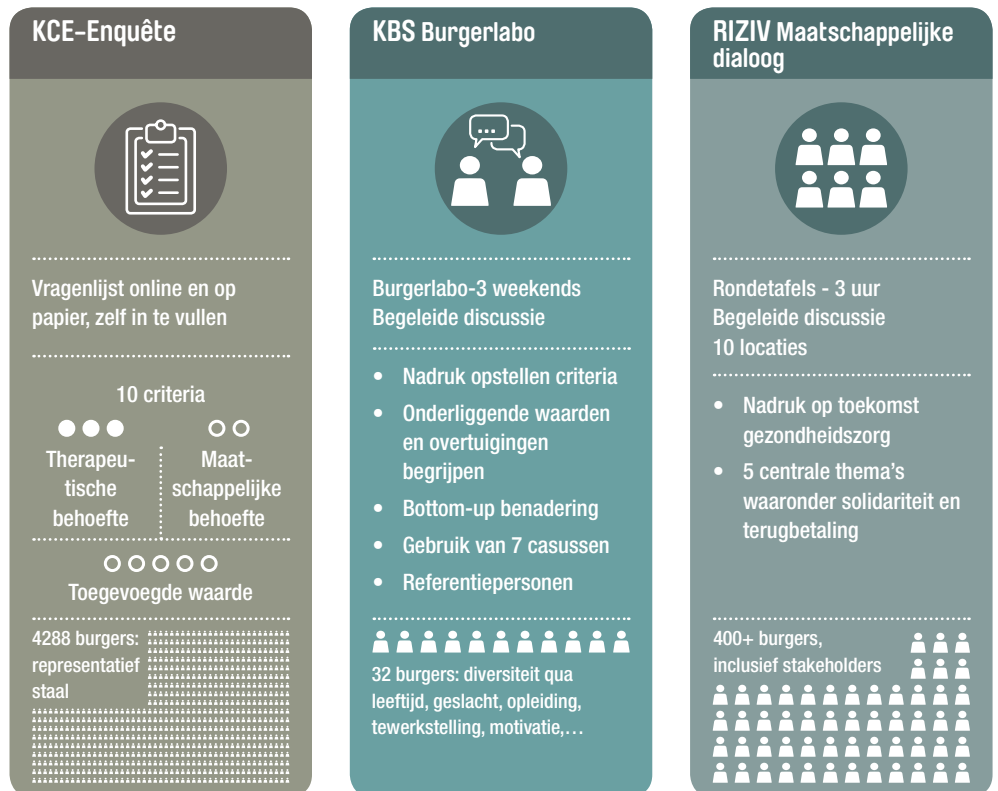 KCE-Enquête
Vragenlijst online en op
papier, zelf in te vullen
10 criteria
Therapeu-
tische
behoefte
Maat-
schappelijke
behoefte
Toegevoegde waarde
4288 burgers:
representatief
staal
KBS Burgerlabo
...
Burgerlabo-3 weekends
Begeleide discussie
• Nadruk opstellen criteria
• Onderliggende waarden
en overtuigingen
begrijpen
• Bottom-up benadering
• Gebruik van 7 casussen
• Referentiepersonen
32 burgers: diversiteit qua
leeftijd, geslacht, opleiding,
tewerkstelling, motivatie,...
RIZIV Maatschappelijke
dialoog
Rondetafels - 3 uur
Begeleide discussie
10 locaties
• Nadruk op toekomst
gezondheidszorg
• 5 centrale thema's
waaronder solidariteit en
terugbetaling
400+ burgers,
inclusief stakeholders